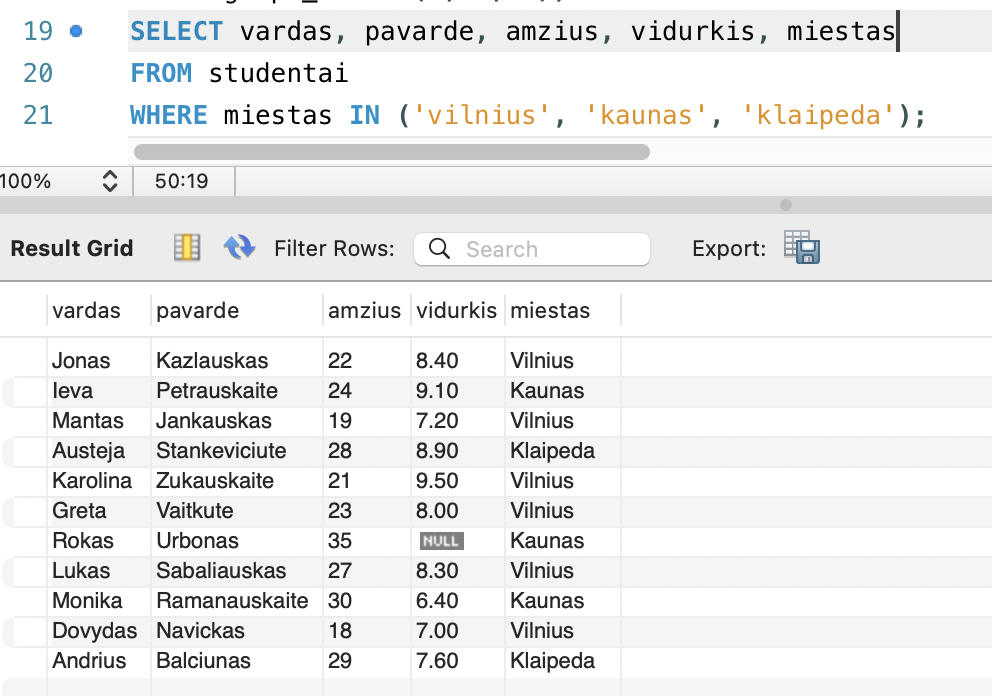 19 SELECT vardas, pavarde, amzius, vidurkis, miestas
20 FROM studentai
21 WHERE miestas IN ('vilnius', 'kaunas', 'klaipeda');
100% 50:19
Result Grid Filter Rows: Search Export:
vardas pavarde amzius vidurkis miestas
Jonas Kazlauskas 22 8.40 Vilnius
Ieva Petrauskaite 24 9.10 Kaunas
Mantas Jankauskas 19 7.20 Vilnius
Austeja Stankeviciute 28 8.90 Klaipeda
Karolina Zukauskaite 21 9.50 Vilnius
Greta Vaitkute 23 8.00 Vilnius
Rokas Urbonas 35 NULL Kaunas
Lukas Sabaliauskas 27 8.30 Vilnius
Monika Ramanauskaite 30 6.40 Kaunas
Dovydas Navickas 18 7.00 Vilnius
Andrius Balciunas 29 7.60 Klaipeda